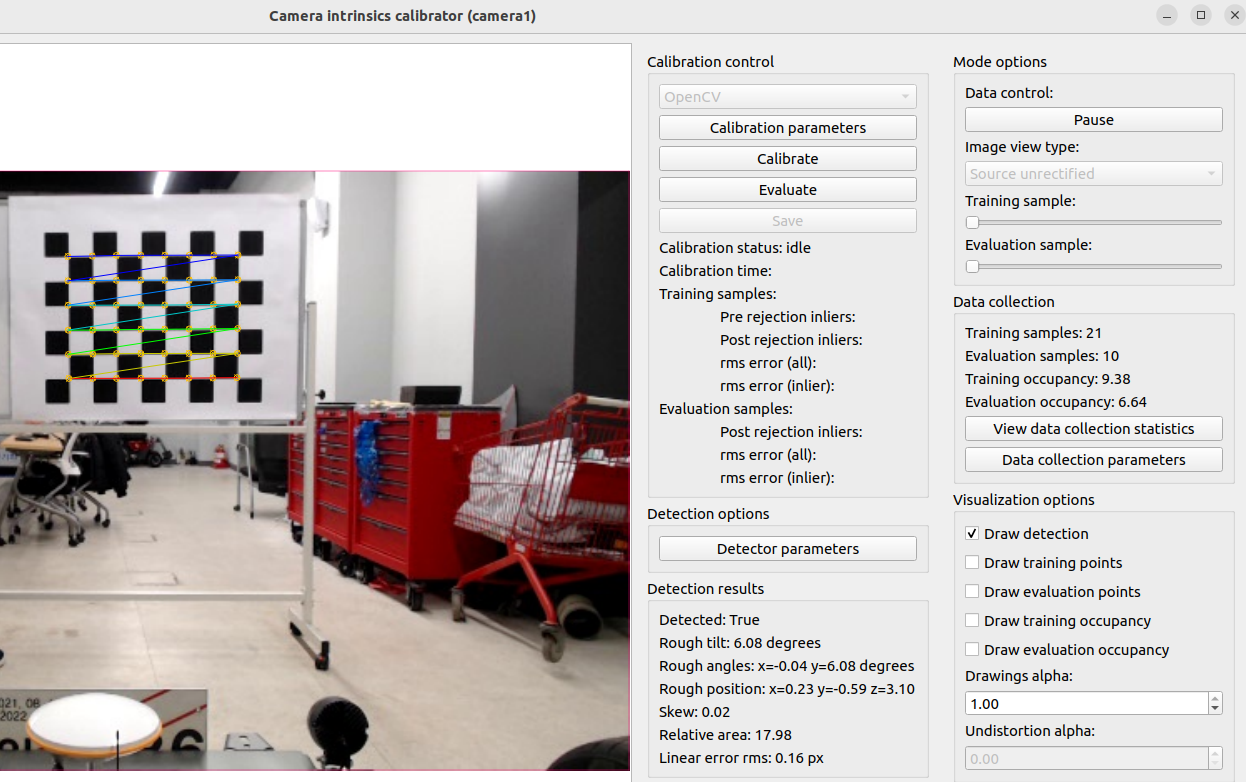 Camera intrinsics calibrator (camera1)
Calibration control
OpenCV
Calibration parameters
Calibrate
Evaluate
Save
Calibration status: idle
Calibration time:
Training samples:
Pre rejection inliers:
Post rejection inliers:
rms error (all):
rms error (inlier):
Evaluation samples:
Post rejection inliers:
rms error (all):
rms error (inlier):
Detection options
Detector parameters
Detection results
Detected: True
Rough tilt: 6.08 degrees
Rough angles: x=-0.04 y=6.08 degrees
Rough position: x=0.23 y=-0.59 z=3.10
Skew: 0.02
Relative area: 17.98
Linear error rms: 0.16 px
Mode options
Data control:
Pause
Image view type:
Source unrectified
Training sample:
Evaluation sample:
Data collection
Training samples: 21
Evaluation samples: 10
Training occupancy: 9.38
Evaluation occupancy: 6.64
View data collection statistics
Data collection parameters
Visualization options
Draw detection
Draw training points
Draw evaluation points
Draw training occupancy
Draw evaluation occupancy
Drawings alpha:
1.00
Undistortion alpha:
0.00
021, 08
2022
6